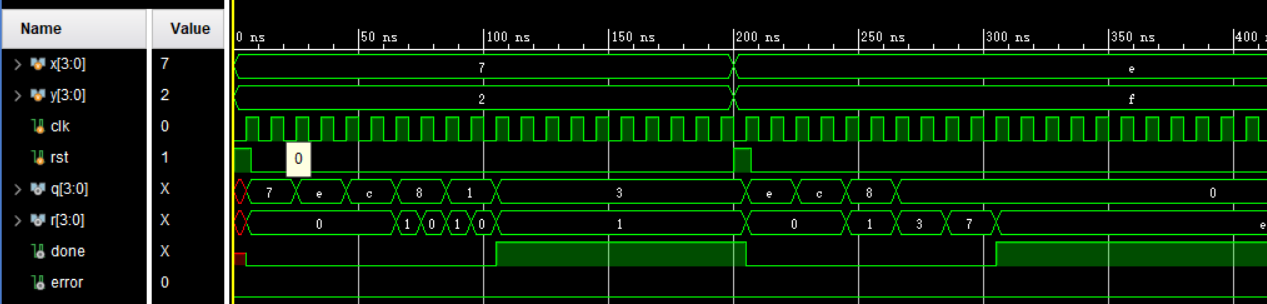 Name Value 0 ns 50 ns 100 ns 150 ns 200 ns 250 ns 300 ns 350 ns 400
x[3:0] 7 7 e
y[3:0] 2 2 f
clk 0
rst 1 0
q[3:0] X 7 e c 8 1 3 e c 8 0
r[3:0] X 0 1 0 1 0 1 0 1 3 7 e
done X
error 0